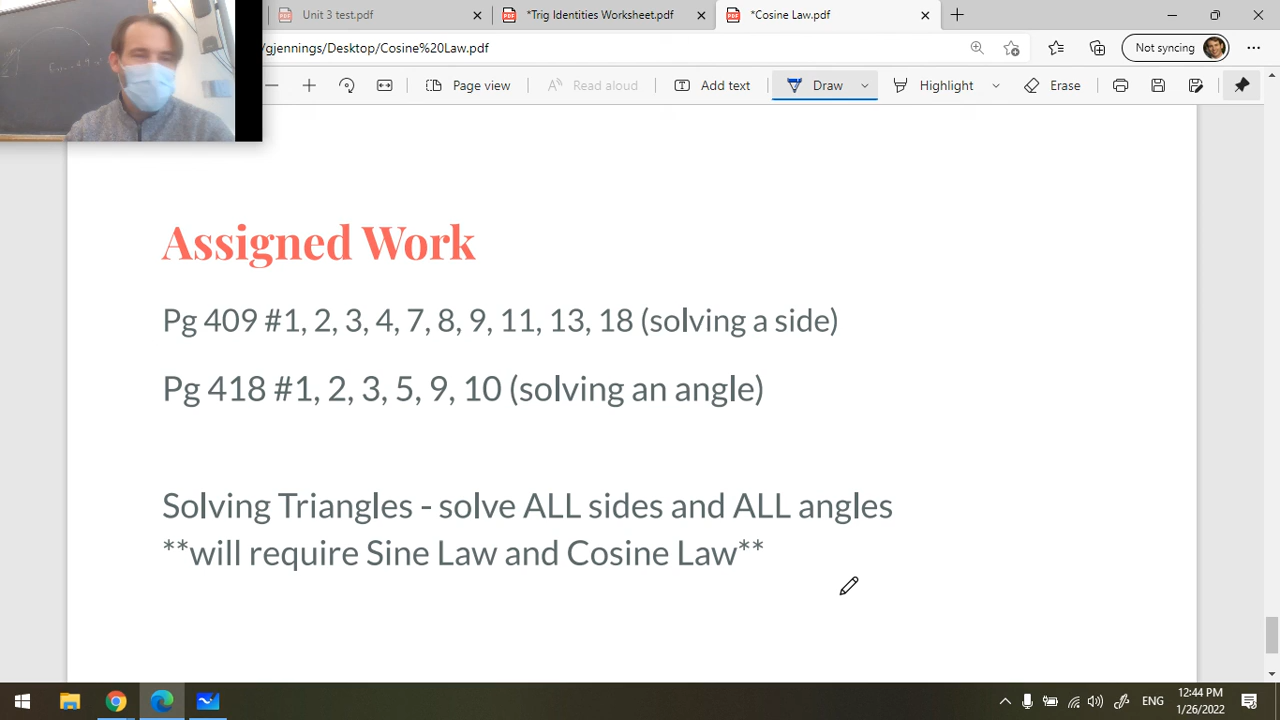 Unit 3 test.pdf
*Trig Identities Worksheet.pdf
*Cosine Law.pdf
/gjennings/Desktop/Cosine%20Law.pdf
Not syncing
Page view
Read aloud
Add text
Draw
Highlight
Erase
Assigned Work
Pg 409 #1, 2, 3, 4, 7, 8, 9, 11, 13, 18 (solving a side)
Pg 418 #1, 2, 3, 5, 9, 10 (solving an angle)
Solving Triangles - solve ALL sides and ALL angles
**will require Sine Law and Cosine Law**
ENG
12:44 PM
1/26/2022